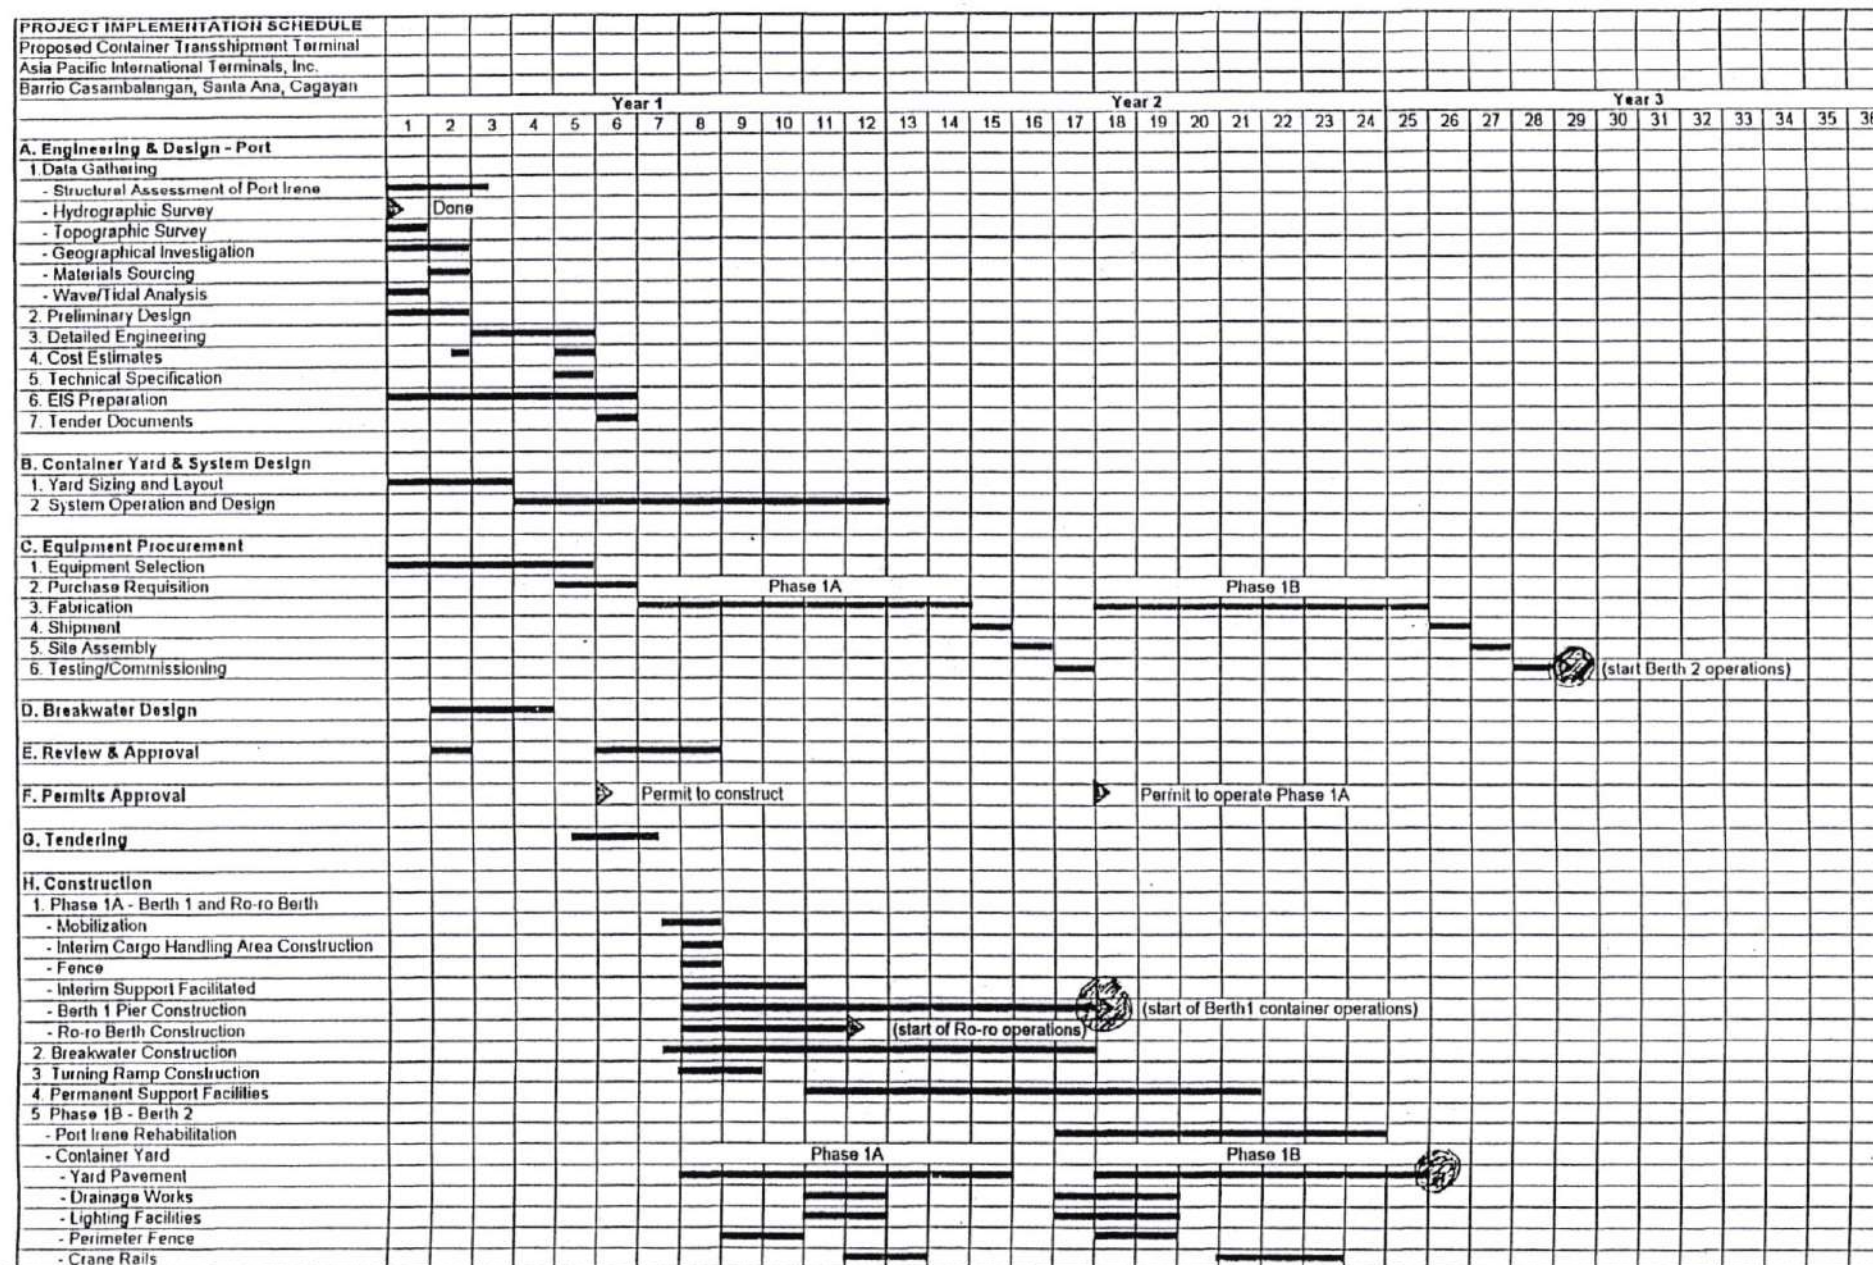 PROJECT IMPLEMENTATION SCHEDULE
Proposed Container Transshipment Terminal
Asia Pacific International Terminals, Inc.
Barrio Casambalangan, Santa Ana, Cagayan
Year 1 Year 2 Year 3
1 2 3 4 5 6 7 8 9 10 11 12 13 14 15 16 17 18 19 20 21 22 23 24 25 26 27 28 29 30 31 32 33 34 35 36
A. Engineering & Design - Port
1.Data Gathering
- Structural Assessment of Port Irene
- Hydrographic Survey Done
- Topographic Survey
- Geographical Investigation
- Materials Sourcing
- Wave/Tidal Analysis
2. Preliminary Design
3. Detailed Engineering
4. Cost Estimates
5. Technical Specification
6. EIS Preparation
7. Tender Documents
B. Container Yard & System Design
1. Yard Sizing and Layout
2 System Operation and Design
C. Equipment Procurement
1. Equipment Selection
2. Purchase Requisition Phase 1A Phase 1B
3. Fabrication
4. Shipment
5. Site Assembly
6. Testing/Commissioning (start Berth 2 operations)
D. Breakwater Design
E. Review & Approval
F. Permits Approval Permit to construct Permit to operate Phase 1A
G. Tendering
H. Construction
1. Phase 1A - Berth 1 and Ro-ro Berth
- Mobilization
- Interim Cargo Handling Area Construction
- Fence
- Interim Support Facilitated
- Berth 1 Pier Construction (start of Berth1 container operations)
- Ro-ro Berth Construction (start of Ro-ro operations)
2. Breakwater Construction
3 Turning Ramp Construction
4. Permanent Support Facilities
5 Phase 1B - Berth 2
- Port Irene Rehabilitation
- Container Yard Phase 1A Phase 1B
- Yard Pavement
- Drainage Works
- Lighting Facilities
- Perimeter Fence
- Crane Rails